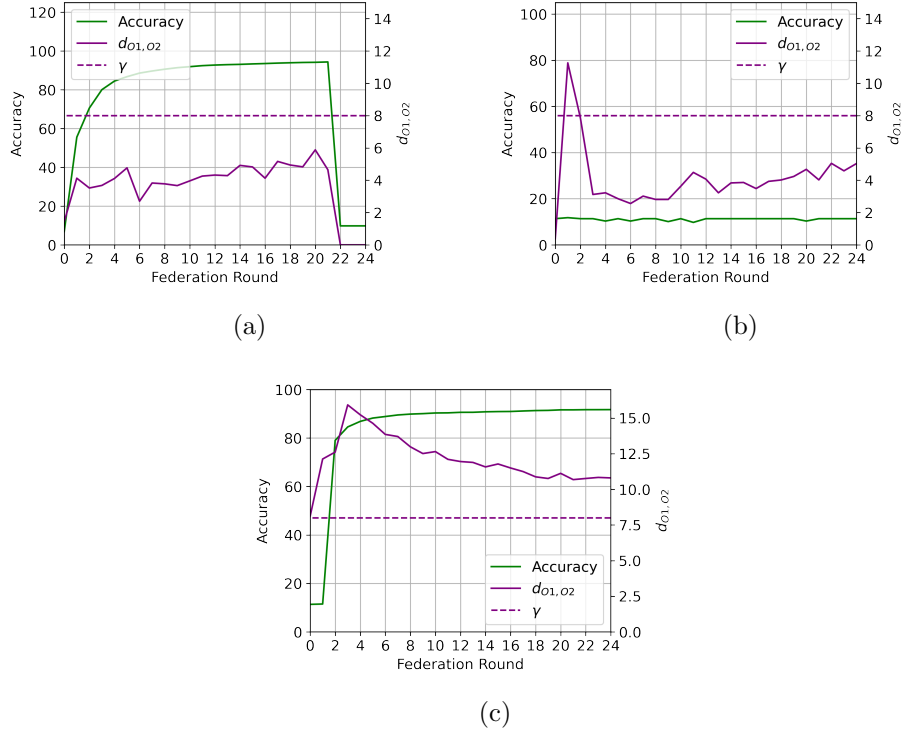 120
100
80
60
40
20
0
Accuracy
14
12
10
8
6
4
2
0
d_{O1,O2}
Accuracy
d_{O1,O2}
γ
0 2 4 6 8 10 12 14 16 18 20 22 24
Federation Round
(a)
100
80
60
40
20
0
Accuracy
14
12
10
8
6
4
2
0
d_{O1,O2}
Accuracy
d_{O1,O2}
γ
0 2 4 6 8 10 12 14 16 18 20 22 24
Federation Round
(b)
100
80
60
40
20
0
Accuracy
15.0
12.5
10.0
7.5
5.0
2.5
0.0
d_{O1,O2}
Accuracy
d_{O1,O2}
γ
0 2 4 6 8 10 12 14 16 18 20 22 24
Federation Round
(c)